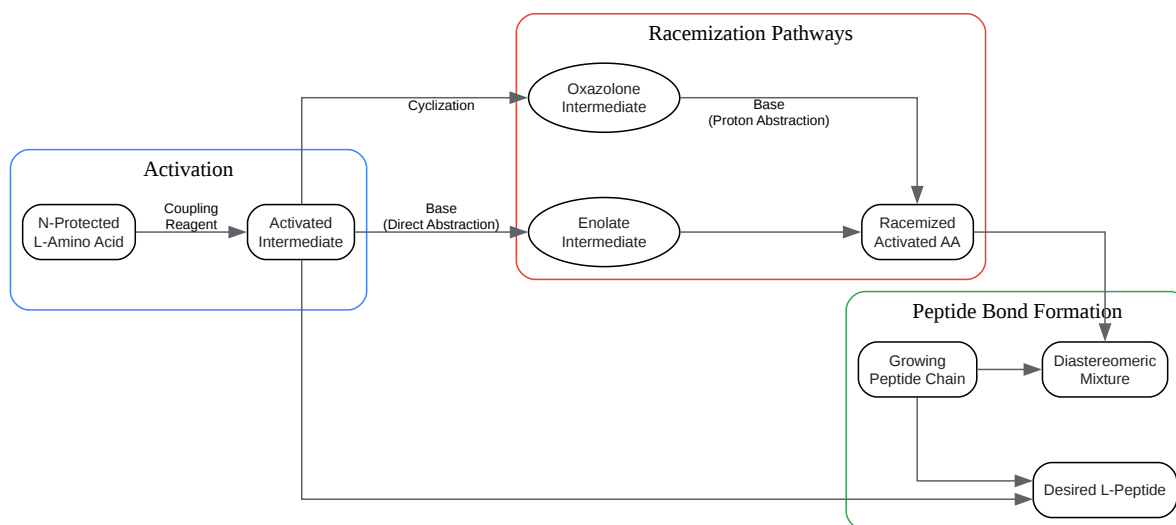 Racemization Pathways
Oxazolone
Intermediate
Cyclization
Base
(Proton Abstraction)
Activation
N-Protected
L-Amino Acid
Coupling
Reagent
Activated
Intermediate
Base
(Direct Abstraction)
Enolate
Intermediate
Racemized
Activated AA
Peptide Bond Formation
Growing
Peptide Chain
Diastereomeric
Mixture
Desired L-Peptide